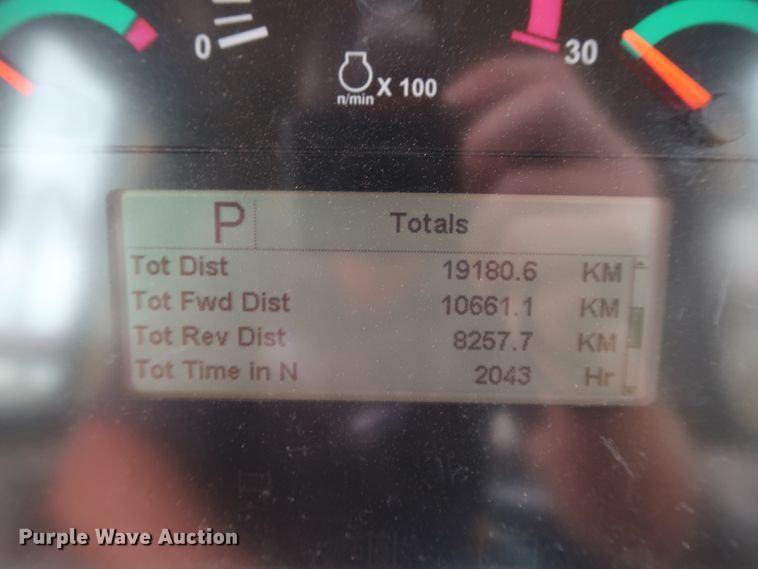 0
30
n/min X 100
P Totals
Tot Dist 19180.6 KM
Tot Fwd Dist 10661.1 KM
Tot Rev Dist 8257.7 KM
Tot Time in N 2043 Hr
Purple Wave Auction